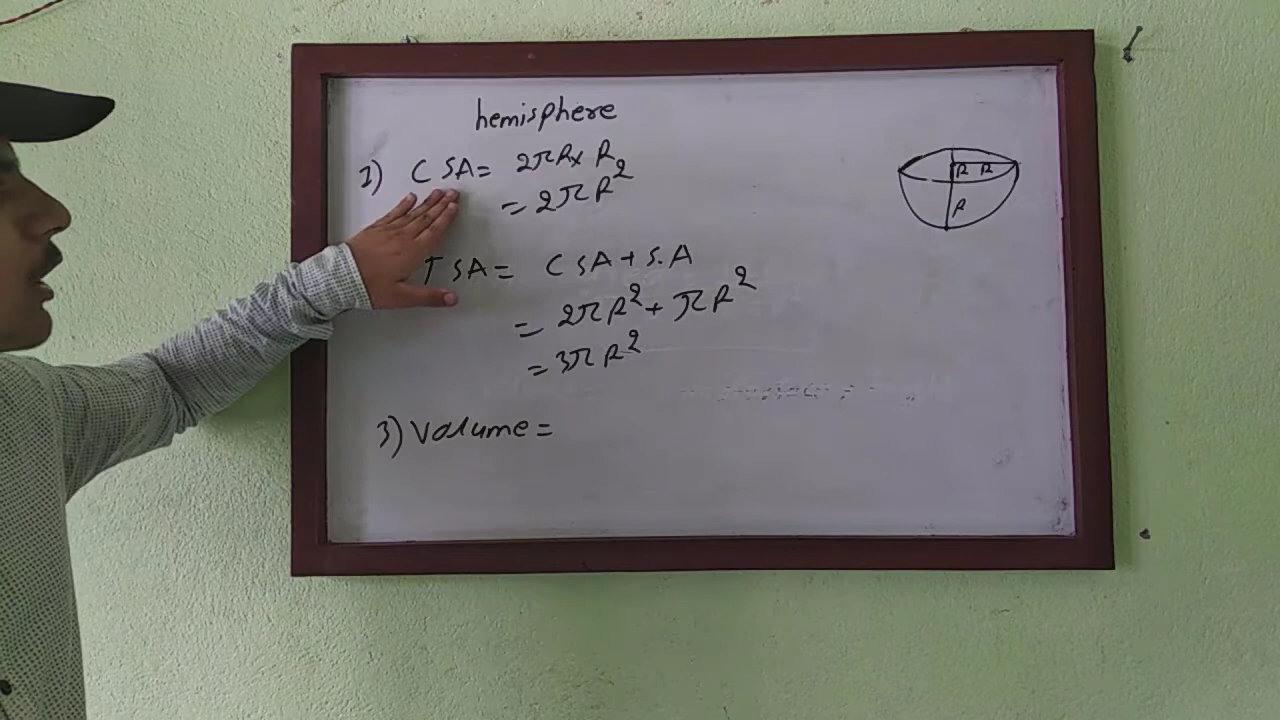 hemisphere
1) CSA = 2πR×R
= 2πR²
TSA = CSA + S.A
= 2πR² + πR²
= 3πR²
3) Volume =
R R
R